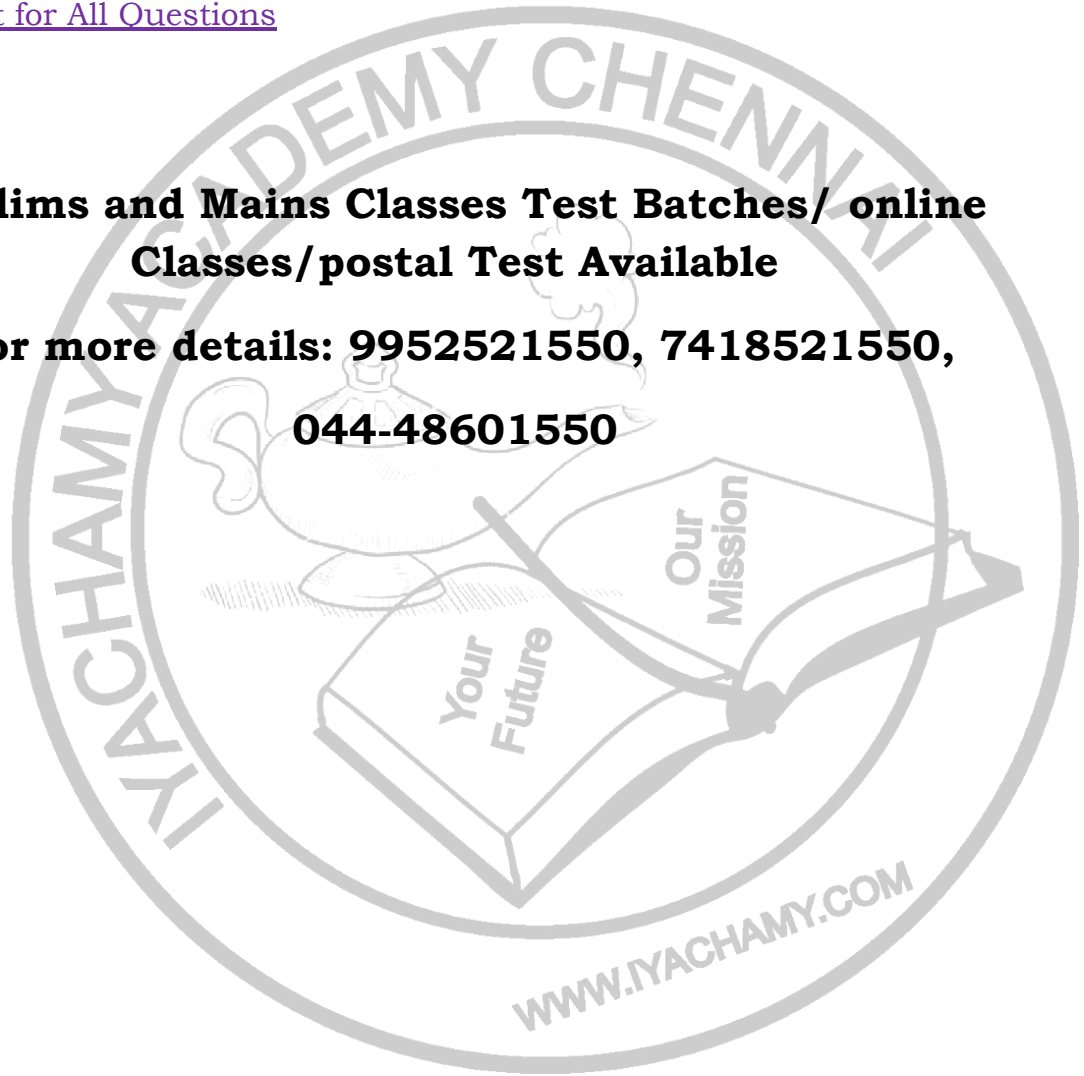 t for All Questions
IYACHAMY ACADEMY CHENNAI
lims and Mains Classes Test Batches/ online
Classes/postal Test Available
or more details: 9952521550, 7418521550,
044-48601550
Our
Mission
Your
Future
WWW.IYACHAMY.COM